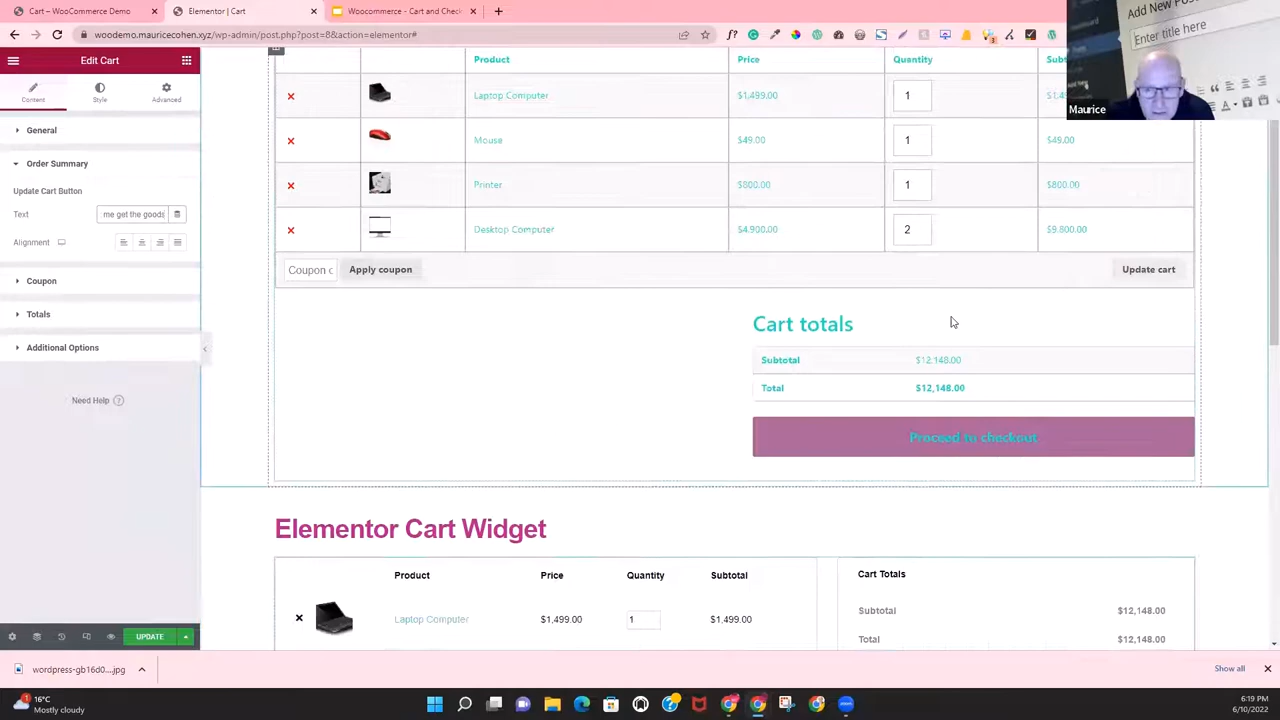 Cart – WooCommerce Demo
Elementor | Cart
Woocommerce - Cart and Check
woodemo.mauricecohen.xyz/wp-admin/post.php?post=8&action=elementor#
Add New Post
Enter title here
Maurice
Edit Cart
Content
Style
Advanced
General
Order Summary
Update Cart Button
Text
me get the goods
Alignment
Coupon
Totals
Additional Options
Need Help
UPDATE
Product
Price
Quantity
Laptop Computer
$1,499.00
1
Mouse
$49.00
1
$49.00
Printer
$800.00
1
$800.00
Desktop Computer
$4,900.00
2
$9,800.00
Coupon c
Apply coupon
Update cart
Cart totals
Subtotal
$12,148.00
Total
$12,148.00
Proceed to checkout
Elementor Cart Widget
Product
Price
Quantity
Subtotal
Laptop Computer
$1,499.00
1
$1,499.00
Cart Totals
Subtotal
$12,148.00
Total
$12,148.00
wordpress-gb16d0....jpg
Show all
16°C
Mostly cloudy
6:19 PM
6/10/2022